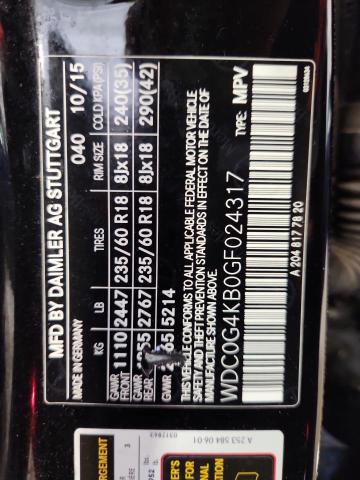 MFD BY DAIMLER AG STUTTGART
MADE IN GERMANY 040 10/15
KG LB TIRES RIM SIZE COLD KPA (PSI)
GAWR FRONT 1110 2447 235/60 R18 8Jx18 240(35)
GAWR REAR 2767 235/60 R18 8Jx18 290(42)
GVWR 5214
THIS VEHICLE CONFORMS TO ALL APPLICABLE FEDERAL MOTOR VEHICLE
SAFETY AND THEFT PREVENTION STANDARDS IN EFFECT ON THE DATE OF
MANUFACTURE SHOWN ABOVE.
WDC0G4KB0GF024317 TYPE: MPV
A 204 817 78 20
A 253 584 06 01
0312863